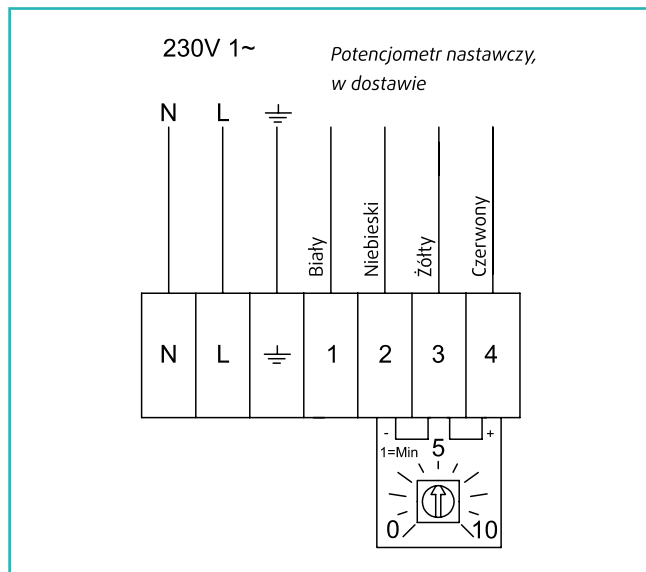 230V 1~
Potencjometr nastawczy,
w dostawie
N L
Biały
Niebieski
Żółty
Czerwony
N L 1 2 3 4
- +
1=Min 5
0 10